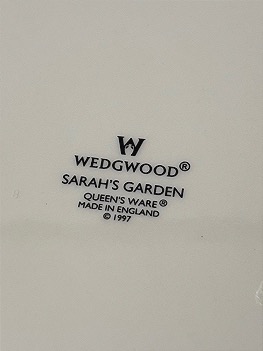 W
WEDGWOOD®
SARAH'S GARDEN
QUEEN'S WARE®
MADE IN ENGLAND
© 1997